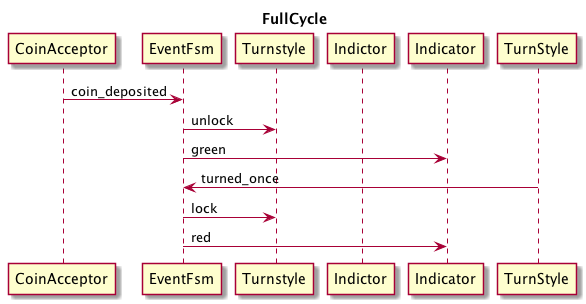 FullCycle
CoinAcceptor EventFsm Turnstyle Indictor Indicator TurnStyle
coin_deposited
unlock
green
turned_once
lock
red
CoinAcceptor EventFsm Turnstyle Indictor Indicator TurnStyle